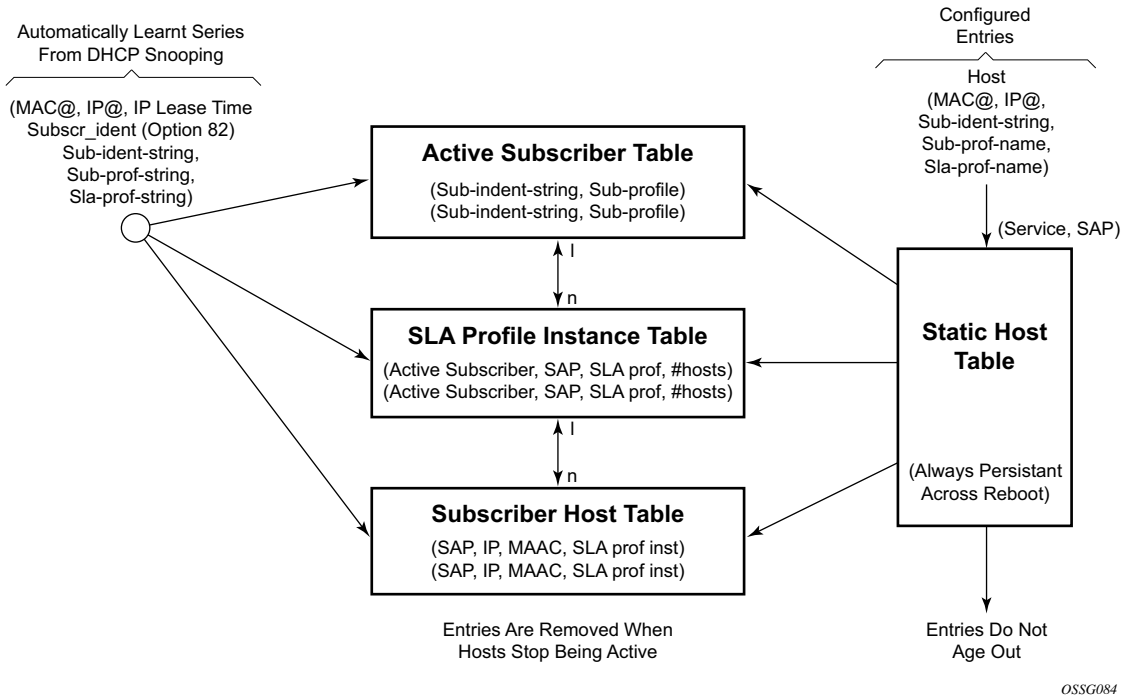 Automatically Learnt Series
From DHCP Snooping
(MAC@, IP@, IP Lease Time
Subscr_ident (Option 82)
Sub-ident-string,
Sub-prof-string,
Sla-prof-string)
Configured
Entries
Host
(MAC@, IP@,
Sub-ident-string,
Sub-prof-name,
Sla-prof-name)
(Service, SAP)
Active Subscriber Table
(Sub-indent-string, Sub-profile)
(Sub-indent-string, Sub-profile)
l
n
SLA Profile Instance Table
(Active Subscriber, SAP, SLA prof, #hosts)
(Active Subscriber, SAP, SLA prof, #hosts)
l
n
Subscriber Host Table
(SAP, IP, MAAC, SLA prof inst)
(SAP, IP, MAAC, SLA prof inst)
Entries Are Removed When
Hosts Stop Being Active
Static Host
Table
(Always Persistant
Across Reboot)
Entries Do Not
Age Out
OSSG084